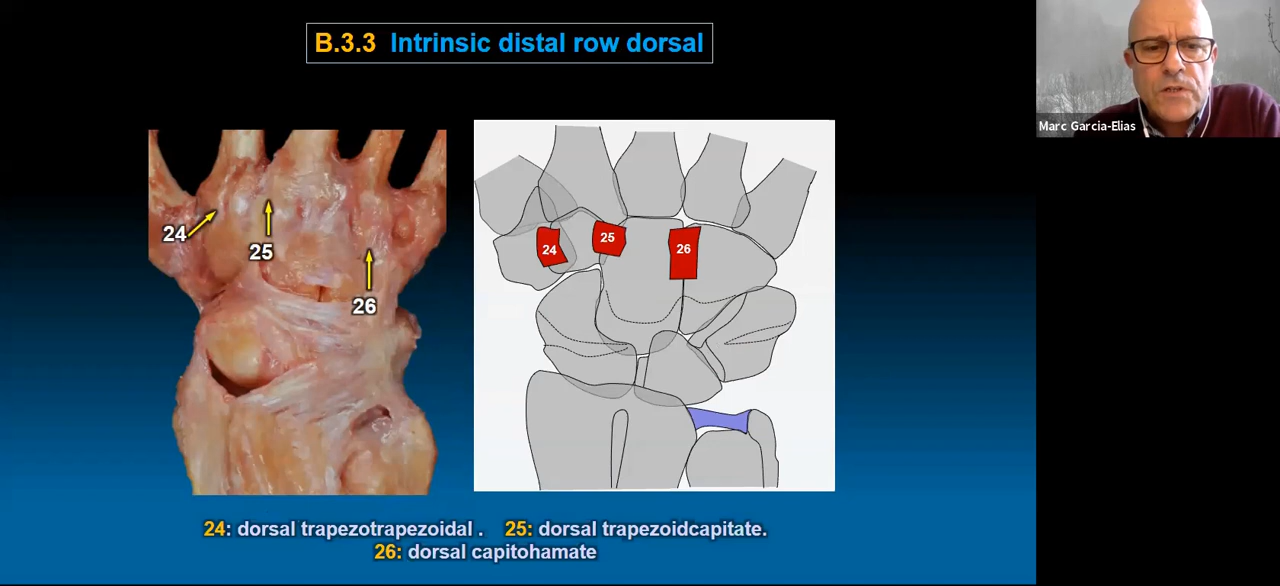 B.3.3 Intrinsic distal row dorsal
Marc Garcia-Elias
24
25
26
24
25
26
24: dorsal trapezotrapezoidal . 25: dorsal trapezoidcapitate.
26: dorsal capitohamate